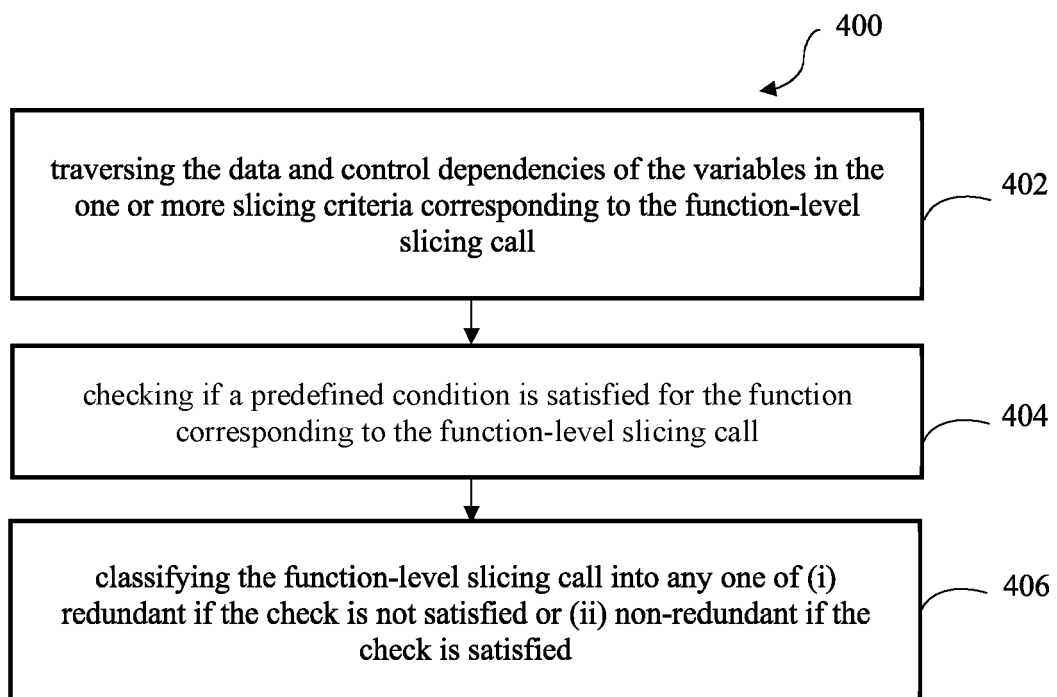 400
traversing the data and control dependencies of the variables in the
one or more slicing criteria corresponding to the function-level
slicing call
402
checking if a predefined condition is satisfied for the function
corresponding to the function-level slicing call
404
classifying the function-level slicing call into any one of (i)
redundant if the check is not satisfied or (ii) non-redundant if the
check is satisfied
406